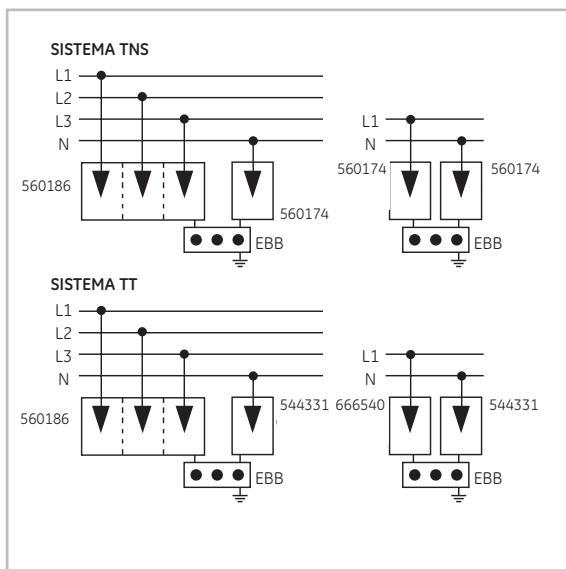 SISTEMA TNS
L1
L2
L3
N
560186
560174
EBB
L1
N
560174
560174
EBB
SISTEMA TT
L1
L2
L3
N
560186
544331
EBB
L1
N
666540
544331
EBB